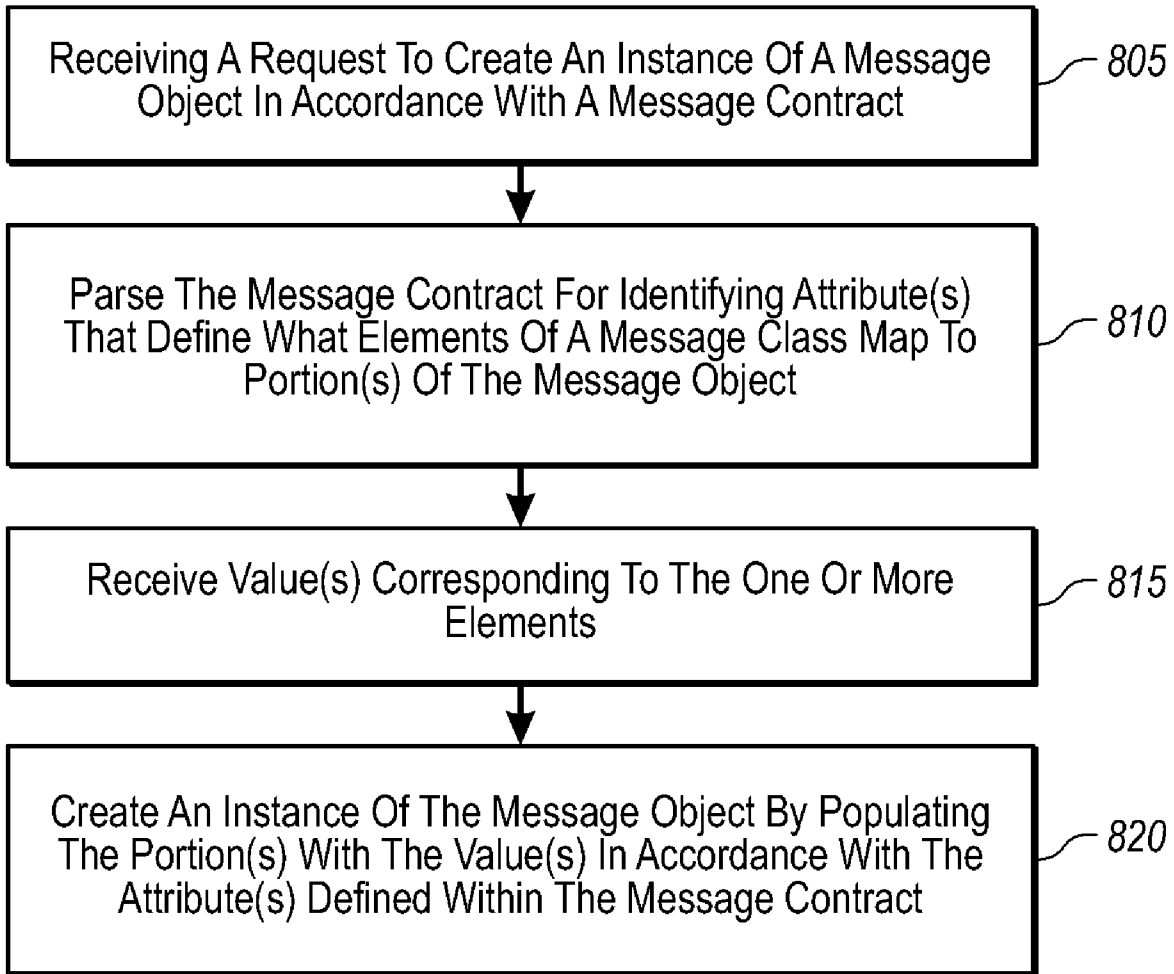 Receiving A Request To Create An Instance Of A Message
Object In Accordance With A Message Contract
805
Parse The Message Contract For Identifying Attribute(s)
That Define What Elements Of A Message Class Map To
Portion(s) Of The Message Object
810
Receive Value(s) Corresponding To The One Or More
Elements
815
Create An Instance Of The Message Object By Populating
The Portion(s) With The Value(s) In Accordance With The
Attribute(s) Defined Within The Message Contract
820